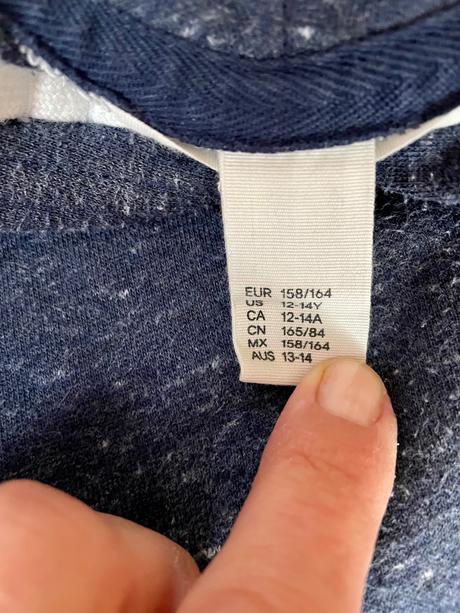 EUR 158/164
US 12-14Y
CA 12-14A
CN 165/84
MX 158/164
AUS 13-14